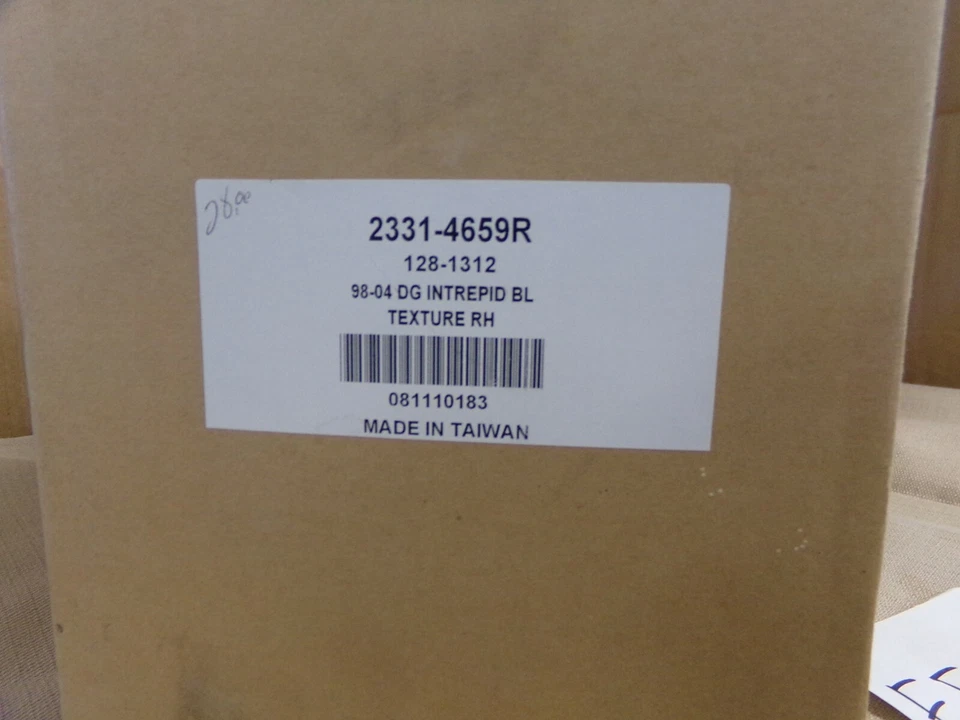 28.00
2331-4659R
128-1312
98-04 DG INTREPID BL
TEXTURE RH
081110183
MADE IN TAIWAN